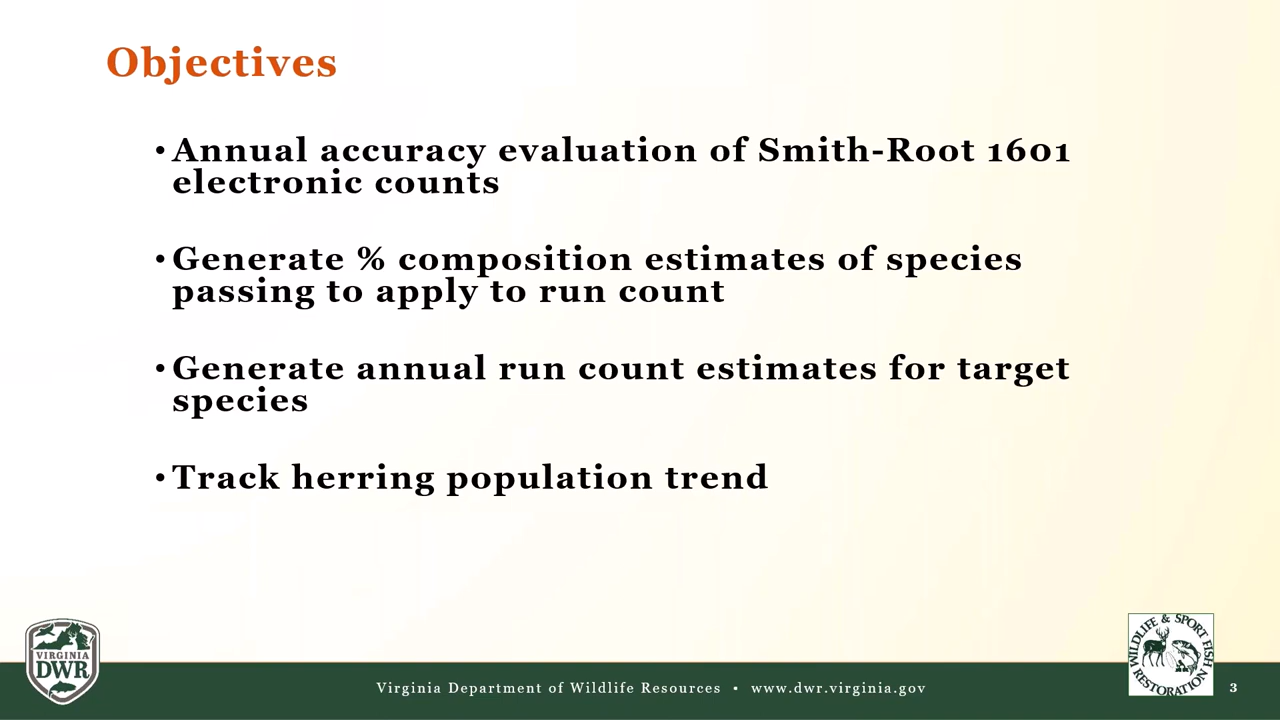 Objectives
• Annual accuracy evaluation of Smith-Root 1601
electronic counts
• Generate % composition estimates of species
passing to apply to run count
• Generate annual run count estimates for target
species
• Track herring population trend
VIRGINIA
DWR
Virginia Department of Wildlife Resources • www.dwr.virginia.gov
WILDLIFE & SPORT FISH
RESTORATION
3